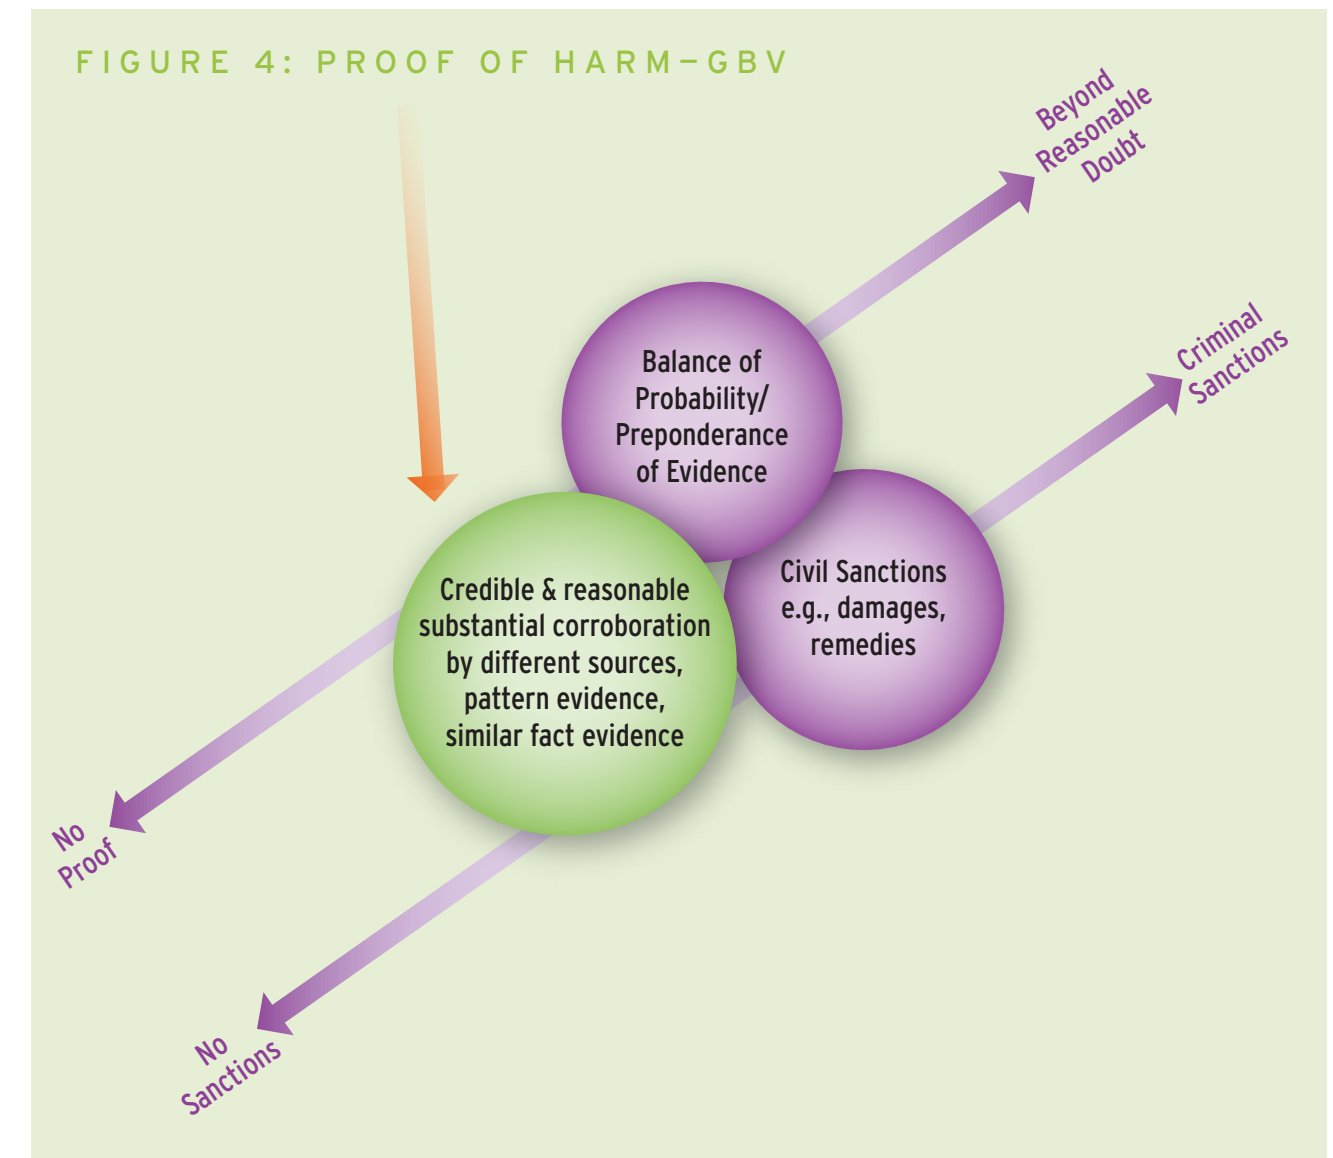 FIGURE 4: PROOF OF HARM–GBV
Beyond
Reasonable
Doubt
Criminal
Sanctions
Balance of
Probability/
Preponderance
of Evidence
Civil Sanctions
e.g., damages,
remedies
Credible & reasonable
substantial corroboration
by different sources,
pattern evidence,
similar fact evidence
No
Proof
No
Sanctions